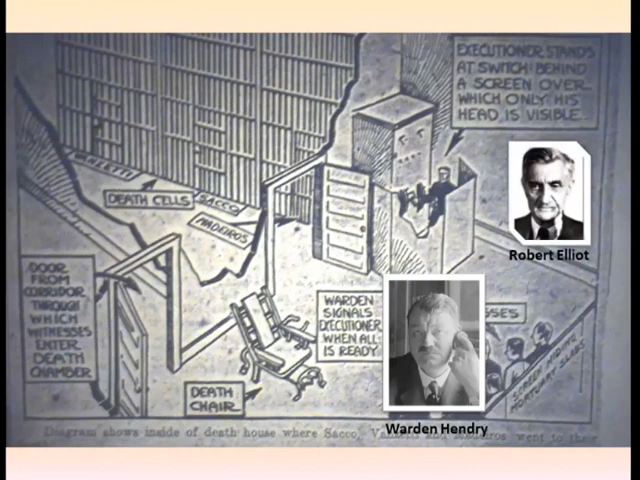 EXECUTIONER STANDS
AT SWITCH BEHIND
A SCREEN OVER
WHICH ONLY HIS
HEAD IS VISIBLE
Robert Elliot
VANZETTI
DEATH CELLS
SACCO
MADEIROS
DOOR
FROM
CORRIDOR
THROUGH
WHICH
WITNESSES
ENTER
DEATH
CHAMBER
WARDEN
SIGNALS
EXECUTIONER
WHEN ALL
IS READY
SSES
SCREEN HIDING
MORTUARY SLABS
DEATH
CHAIR
Warden Hendry
Diagram shows inside of death house where Sacco, Vanzetti and Madeiros went to their